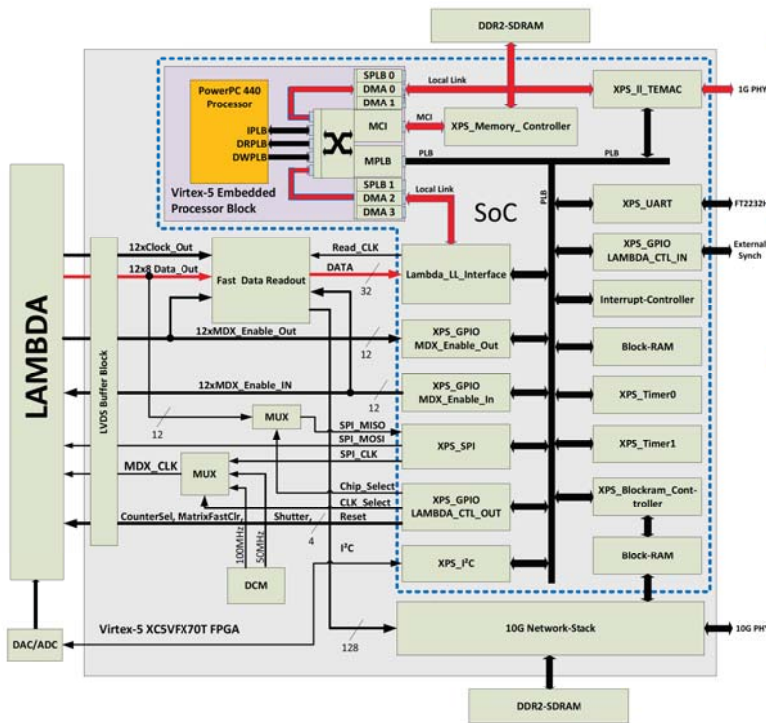 DDR2-SDRAM
PowerPC 440
Processor
SPLB 0
DMA 0
DMA 1
Local Link
XPS_ll_TEMAC
1G PHY
IPLB
DRPLB
DWPLB
MCI
MCI
XPS_Memory_ Controller
MPLB
PLB
PLB
Virtex-5 Embedded
Processor Block
SPLB 1
DMA 2
DMA 3
Local Link
SoC
PLB
XPS_UART
FT2232H
12xClock_Out
Read_CLK
XPS_GPIO
LAMBDA_CTL_IN
External
Synch
12x8 Data_Out
Fast Data Readout
DATA
32
Lambda_LL_Interface
Interrupt-Controller
LAMBDA
LVDS Buffer Block
12xMDX_Enable_Out
12
XPS_GPIO
MDX_Enable_Out
Block-RAM
12xMDX_Enable_IN
12
XPS_GPIO
MDX_Enable_In
XPS_Timer0
12
MUX
SPI_MISO
SPI_MOSI
SPI_CLK
XPS_SPI
XPS_Timer1
MDX_CLK
MUX
Chip_Select
CLK_Select
XPS_GPIO
LAMBDA_CTL_OUT
XPS_Blockram_Cont-
roller
CounterSel, MatrixFastClr, Shutter, Reset
4
100MHz
50MHz
I²C
XPS_I²C
Block-RAM
DCM
DAC/ADC
Virtex-5 XC5VFX70T FPGA
128
10G Network-Stack
10G PHY
DDR2-SDRAM